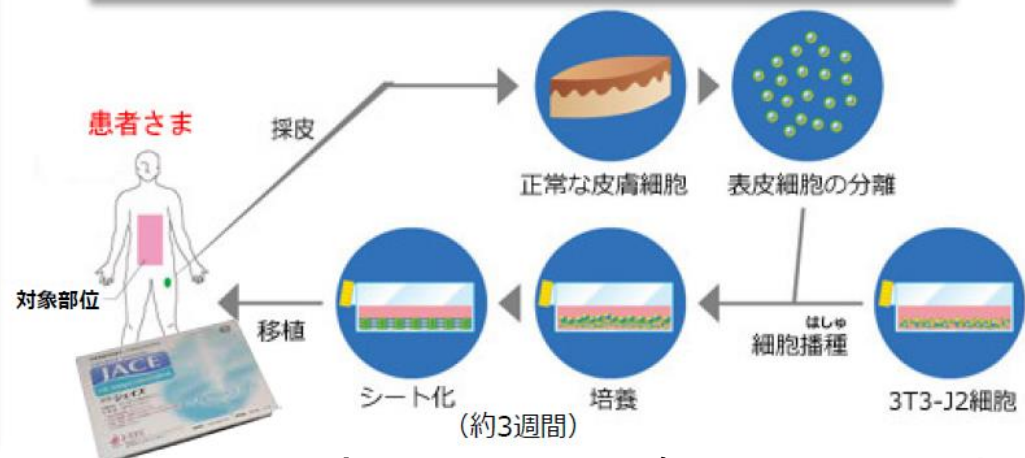 患者さま
採皮
正常な皮膚細胞
表皮細胞の分離
対象部位
移植
はしゅ
細胞播種
シート化
培養
3T3-J2細胞
(約3週間)
JACE
ジェイス